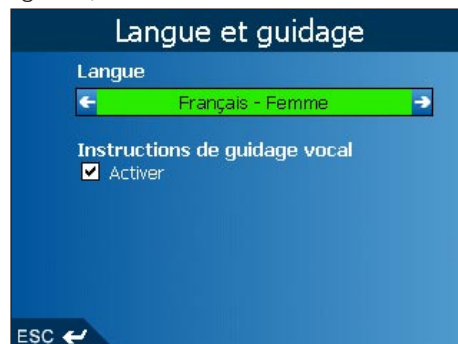 Langue et guidage
Langue
Français - Femme
Instructions de guidage vocal
Activer
ESC